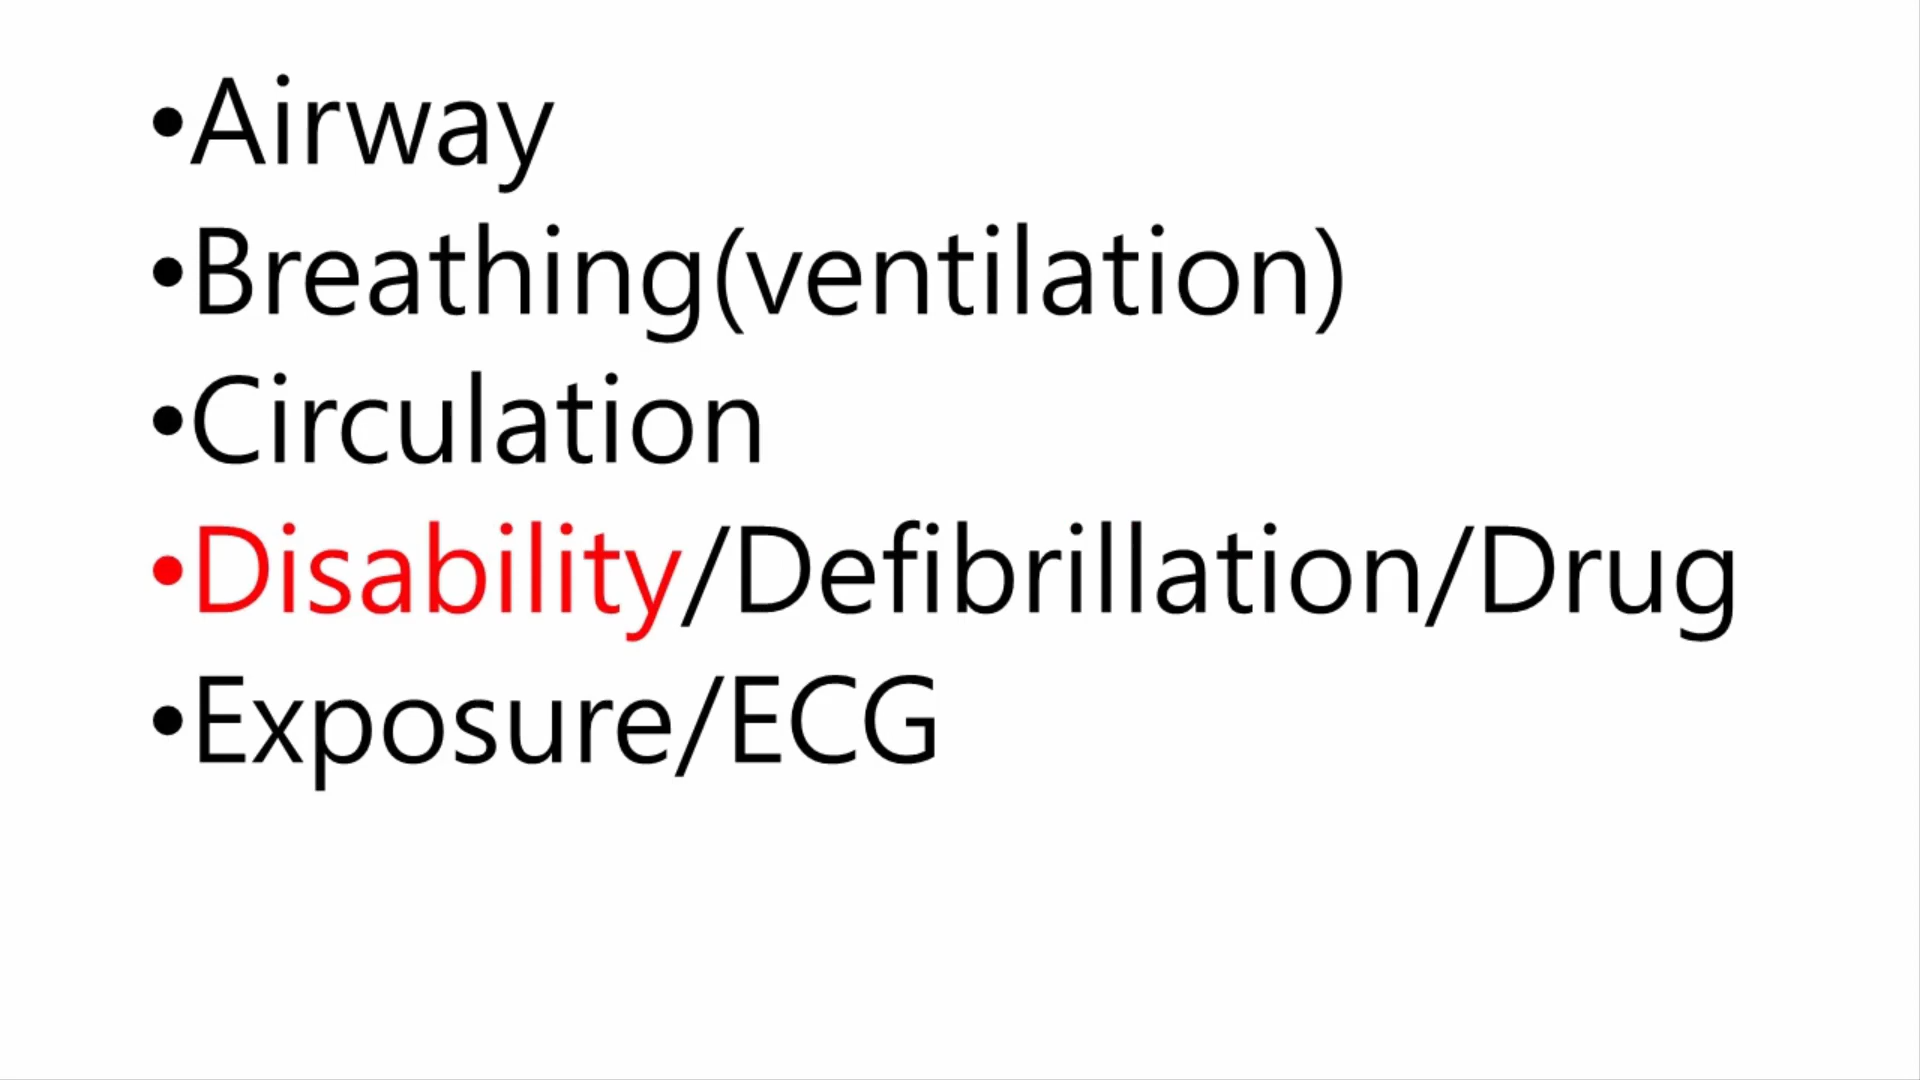 •Airway
•Breathing(ventilation)
•Circulation
•Disability/Defibrillation/Drug
•Exposure/ECG